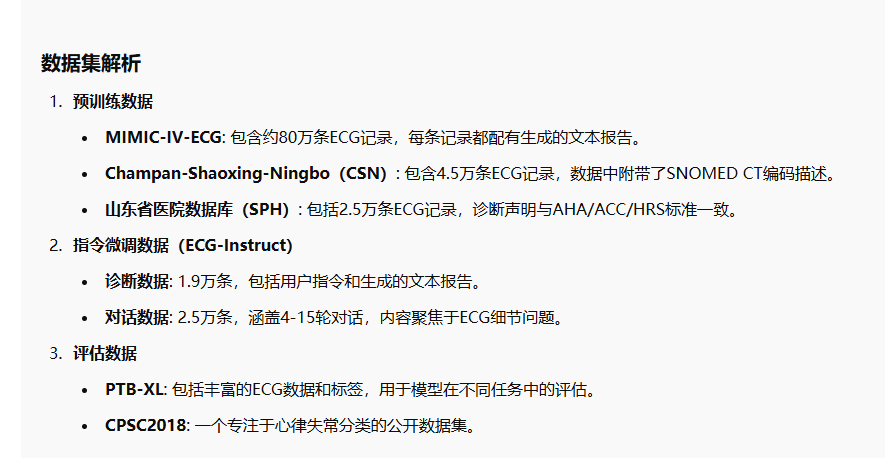 数据集解析
1. 预训练数据
• MIMIC-IV-ECG: 包含约80万条ECG记录，每条记录都配有生成的文本报告。
• Champan-Shaoxing-Ningbo（CSN）: 包含4.5万条ECG记录，数据中附带了SNOMED CT编码描述。
• 山东省医院数据库（SPH）: 包括2.5万条ECG记录，诊断声明与AHA/ACC/HRS标准一致。
2. 指令微调数据（ECG-Instruct）
• 诊断数据: 1.9万条，包括用户指令和生成的文本报告。
• 对话数据: 2.5万条，涵盖4-15轮对话，内容聚焦于ECG细节问题。
3. 评估数据
• PTB-XL: 包括丰富的ECG数据和标签，用于模型在不同任务中的评估。
• CPSC2018: 一个专注于心律失常分类的公开数据集。